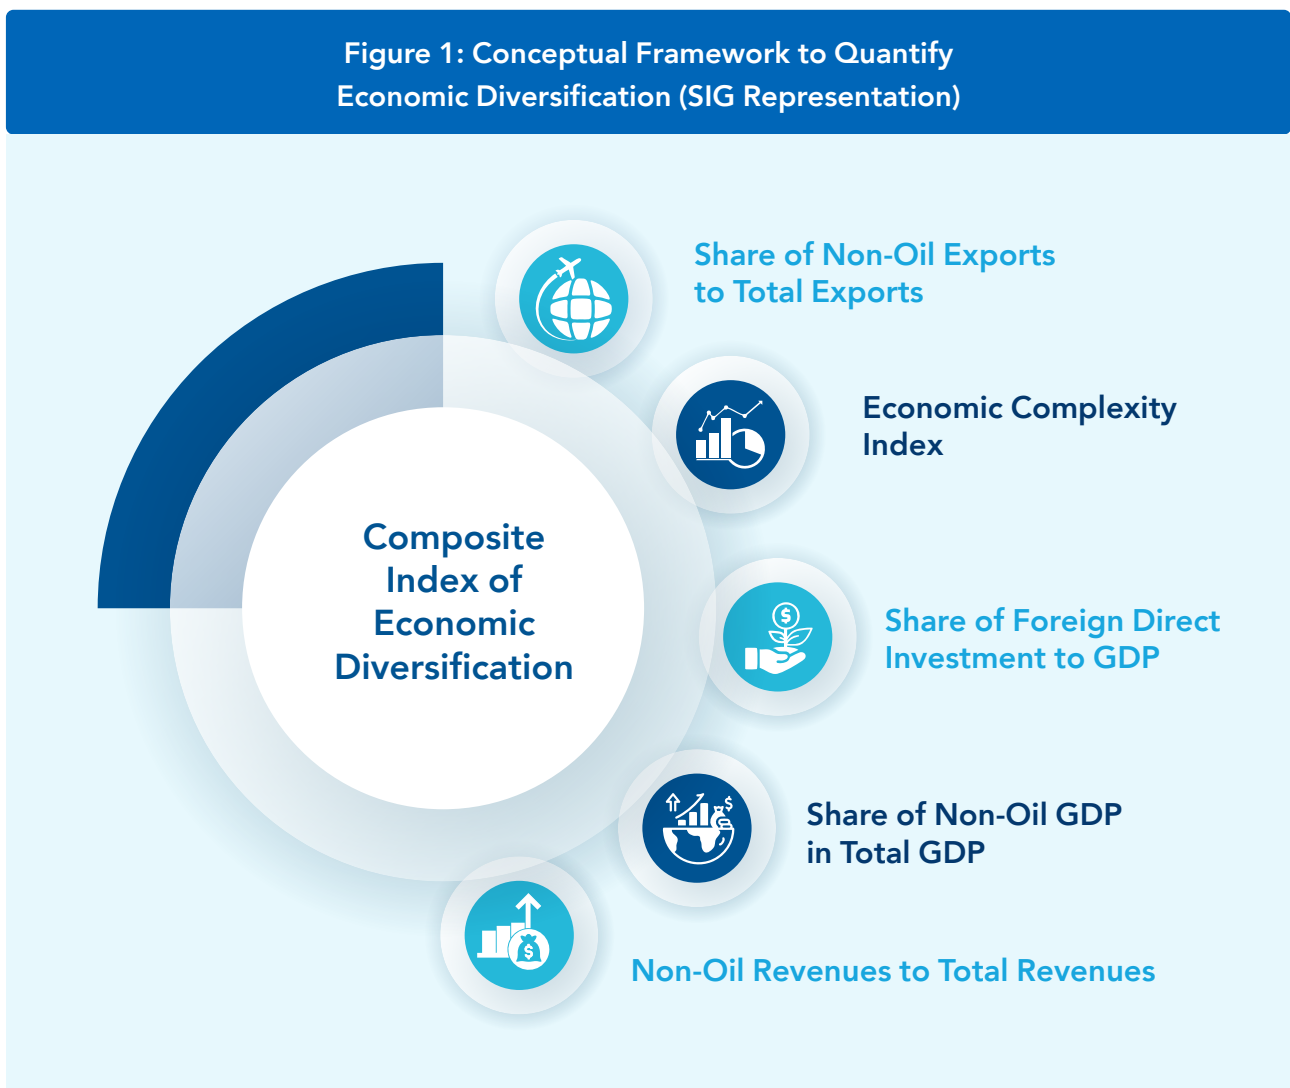 Figure 1: Conceptual Framework to Quantify
Economic Diversification (SIG Representation)
Share of Non-Oil Exports
to Total Exports
Economic Complexity
Index
Composite
Index of
Economic
Diversification
Share of Foreign Direct
Investment to GDP
Share of Non-Oil GDP
in Total GDP
Non-Oil Revenues to Total Revenues